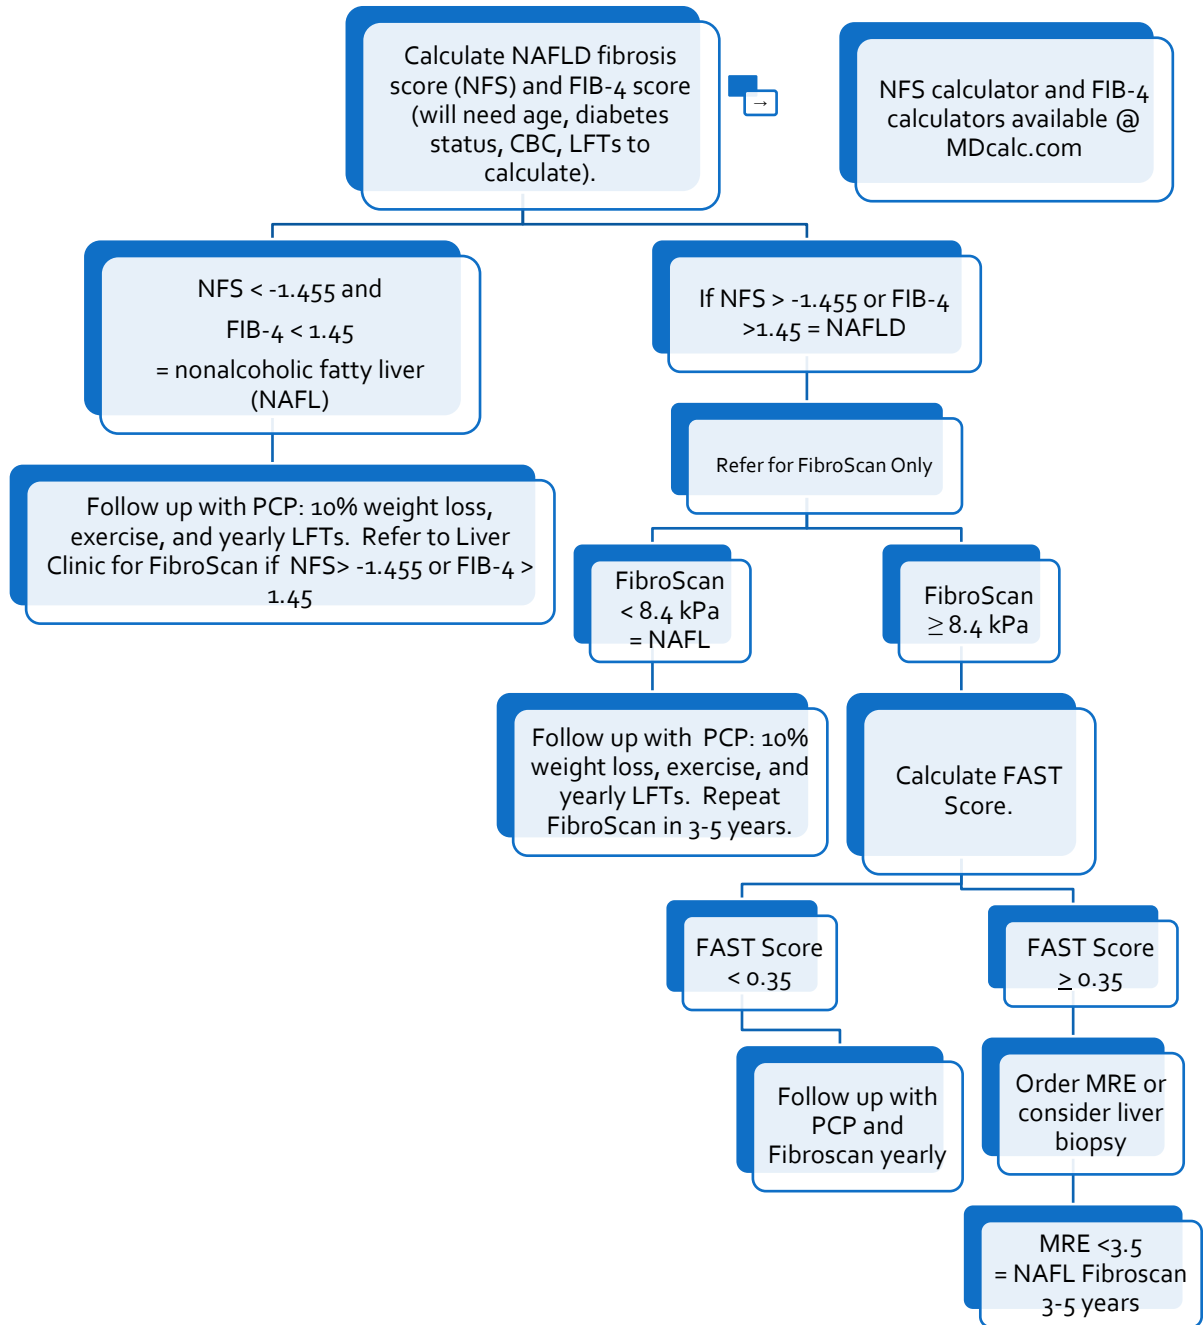 Calculate NAFLD fibrosis
score (NFS) and FIB-4 score
(will need age, diabetes
status, CBC, LFTs to
calculate).
→
NFS calculator and FIB-4
calculators available @
MDcalc.com
NFS < -1.455 and
FIB-4 < 1.45
= nonalcoholic fatty liver
(NAFL)
If NFS > -1.455 or FIB-4
>1.45 = NAFLD
Refer for FibroScan Only
Follow up with PCP: 10% weight loss,
exercise, and yearly LFTs.  Refer to Liver
Clinic for FibroScan if  NFS> -1.455 or FIB-4 >
1.45
FibroScan
< 8.4 kPa
= NAFL
FibroScan
≥ 8.4 kPa
Follow up with  PCP: 10%
weight loss, exercise, and
yearly LFTs.  Repeat
FibroScan in 3-5 years.
Calculate FAST
Score.
FAST Score
< 0.35
FAST Score
≥ 0.35
Follow up with
PCP and
Fibroscan yearly
Order MRE or
consider liver
biopsy
MRE <3.5
= NAFL Fibroscan
3-5 years